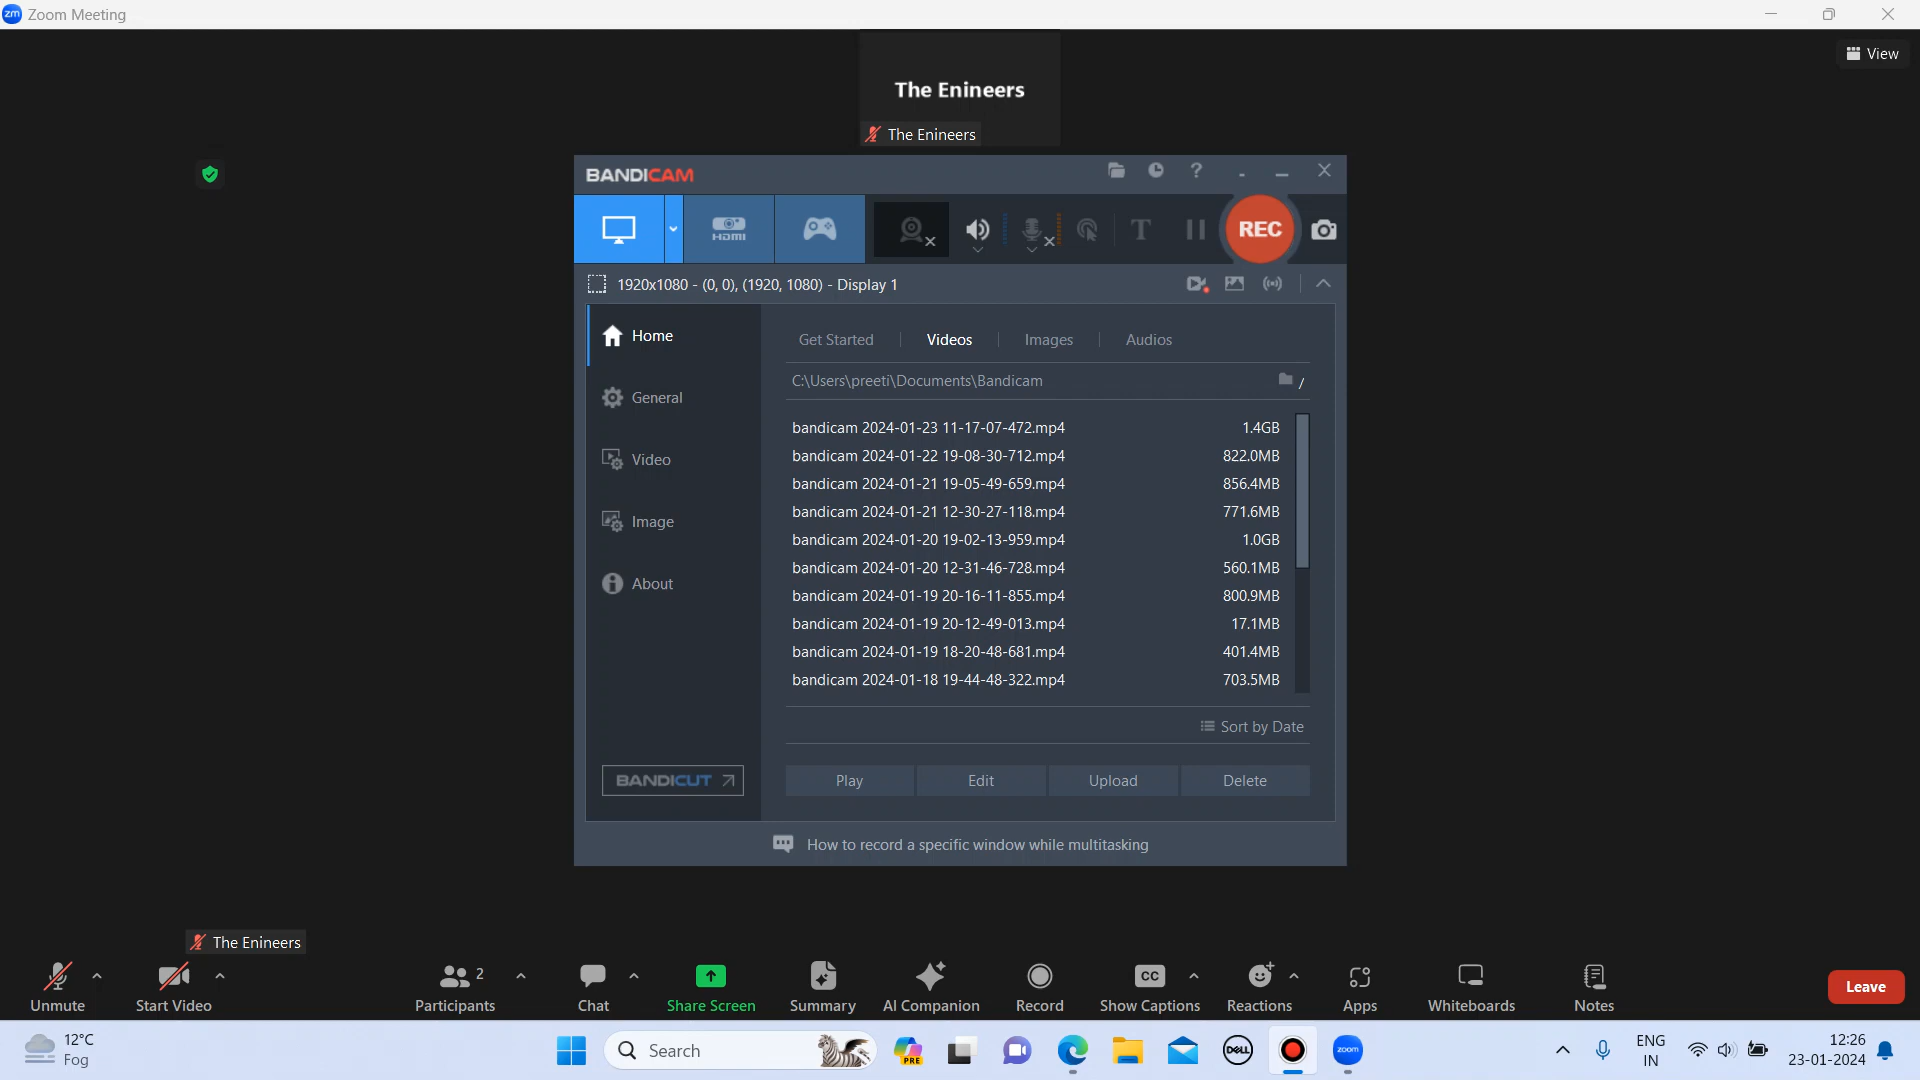 Zoom Meeting
View
The Enineers
The Enineers
BANDICAM
HDMI
REC
1920x1080 - (0, 0), (1920, 1080) - Display 1
Home
General
Video
Image
About
BANDICUT
Get Started
Videos
Images
Audios
C:\Users\preeti\Documents\Bandicam
/
bandicam 2024-01-23 11-17-07-472.mp4 1.4GB
bandicam 2024-01-22 19-08-30-712.mp4 822.0MB
bandicam 2024-01-21 19-05-49-659.mp4 856.4MB
bandicam 2024-01-21 12-30-27-118.mp4 771.6MB
bandicam 2024-01-20 19-02-13-959.mp4 1.0GB
bandicam 2024-01-20 12-31-46-728.mp4 560.1MB
bandicam 2024-01-19 20-16-11-855.mp4 800.9MB
bandicam 2024-01-19 20-12-49-013.mp4 17.1MB
bandicam 2024-01-19 18-20-48-681.mp4 401.4MB
bandicam 2024-01-18 19-44-48-322.mp4 703.5MB
Sort by Date
Play Edit Upload Delete
How to record a specific window while multitasking
The Enineers
Unmute
Start Video
2
Participants
Chat
Share Screen
Summary
AI Companion
Record
CC
Show Captions
Reactions
Apps
Whiteboards
Notes
Leave
12°C
Fog
Search
PRE
DELL
zoom
ENG
IN
12:26
23-01-2024